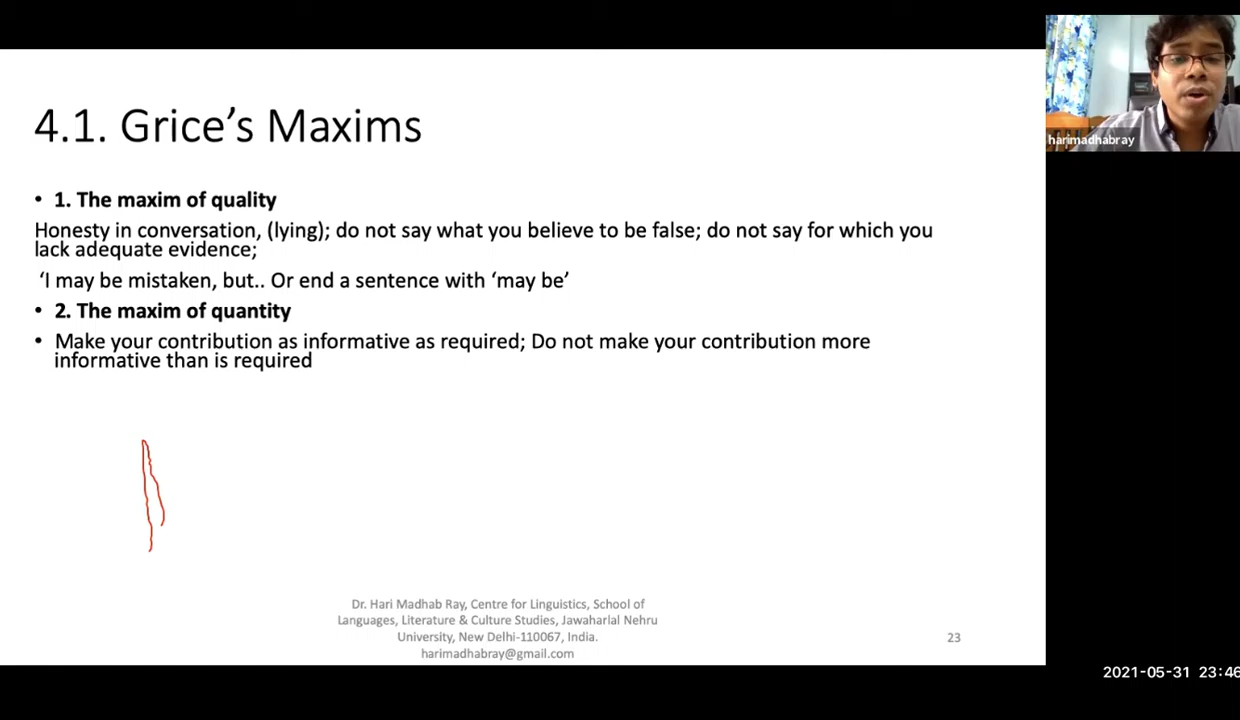 4.1. Grice's Maxims
• 1. The maxim of quality
Honesty in conversation, (lying); do not say what you believe to be false; do not say for which you
lack adequate evidence;
'I may be mistaken, but.. Or end a sentence with 'may be'
• 2. The maxim of quantity
• Make your contribution as informative as required; Do not make your contribution more
informative than is required
Dr. Hari Madhab Ray, Centre for Linguistics, School of
Languages, Literature & Culture Studies, Jawaharlal Nehru
University, New Delhi-110067, India.
harimadhabray@gmail.com
23
harimadhabray
2021-05-31 23:46